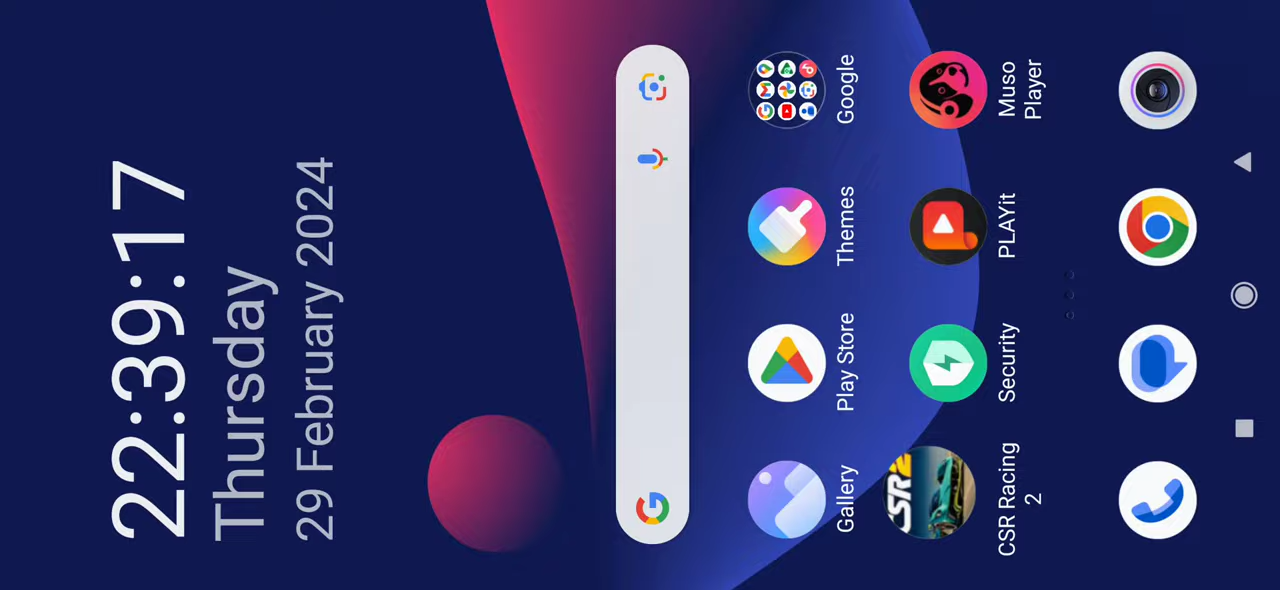 22:39:17
Thursday
29 February 2024
Gallery
Play Store
Themes
Google
CSR Racing
2
Security
PLAYit
Muso
Player
CSR2